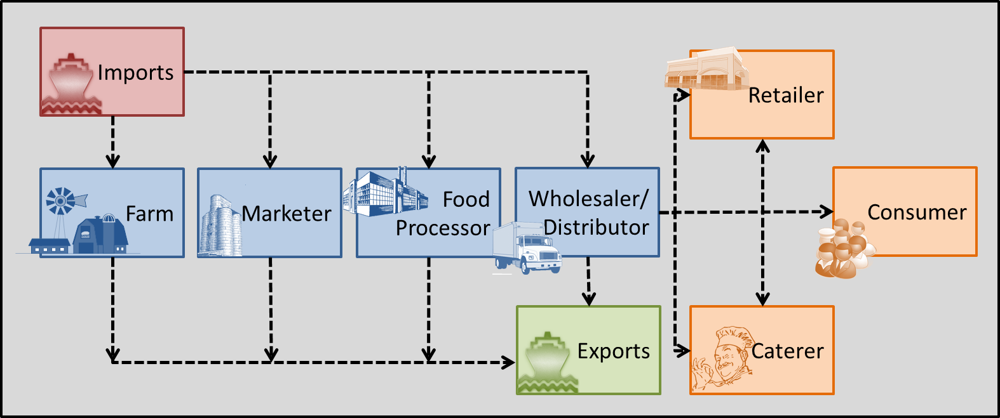 Imports
Retailer
Farm
Marketer
Food
Processor
Wholesaler/
Distributor
Consumer
Exports
Caterer